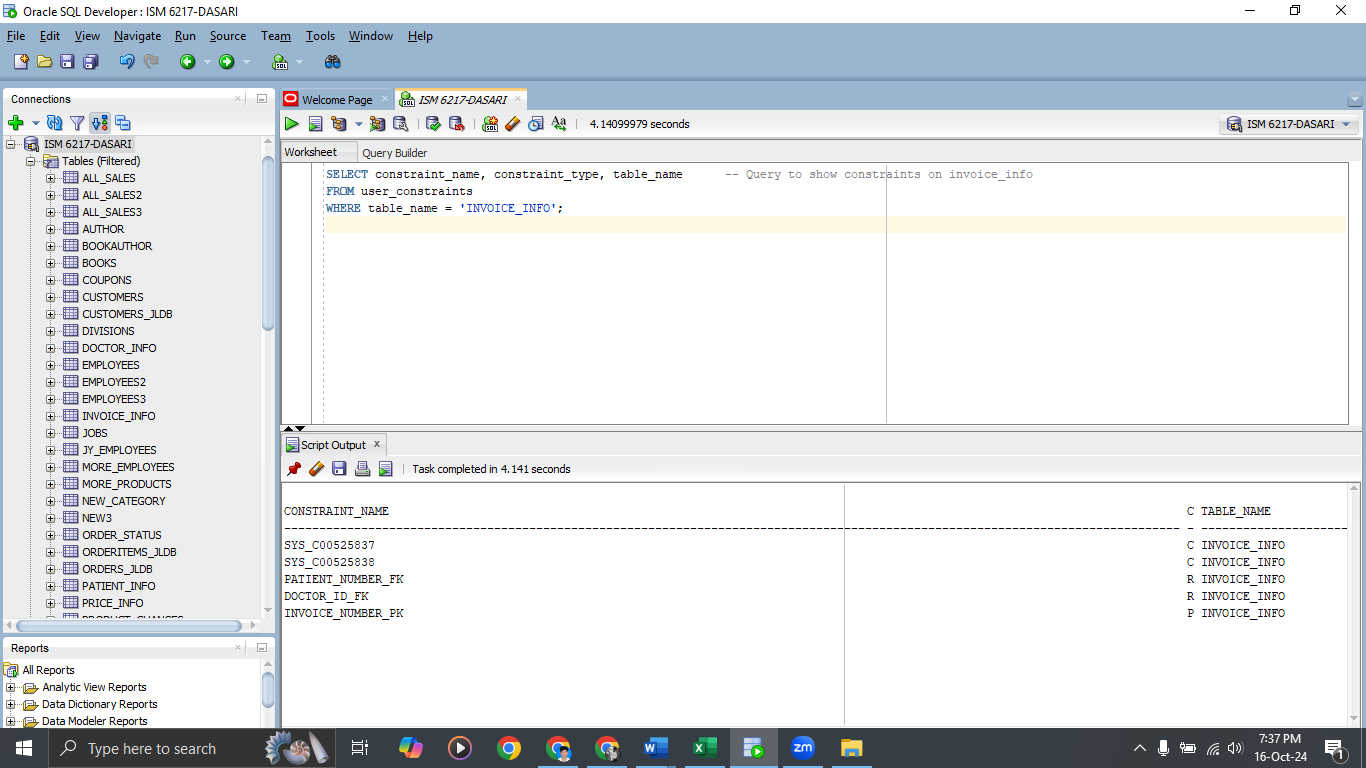 Oracle SQL Developer : ISM 6217-DASARI
File Edit View Navigate Run Source Team Tools Window Help
Connections
ISM 6217-DASARI
Tables (Filtered)
ALL_SALES
ALL_SALES2
ALL_SALES3
AUTHOR
BOOKAUTHOR
BOOKS
COUPONS
CUSTOMERS
CUSTOMERS_JLDB
DIVISIONS
DOCTOR_INFO
EMPLOYEES
EMPLOYEES2
EMPLOYEES3
INVOICE_INFO
JOBS
JY_EMPLOYEES
MORE_EMPLOYEES
MORE_PRODUCTS
NEW_CATEGORY
NEW3
ORDER_STATUS
ORDERITEMS_JLDB
ORDERS_JLDB
PATIENT_INFO
PRICE_INFO
PRODUCT_CHANGES
Reports
All Reports
Analytic View Reports
Data Dictionary Reports
Data Modeler Reports
Welcome Page
ISM 6217-DASARI
4.14099979 seconds
ISM 6217-DASARI
Worksheet Query Builder
SELECT constraint_name, constraint_type, table_name -- Query to show constraints on invoice_info
FROM user_constraints
WHERE table_name = 'INVOICE_INFO';
Script Output
Task completed in 4.141 seconds
CONSTRAINT_NAME C TABLE_NAME
SYS_C00525837 C INVOICE_INFO
SYS_C00525838 C INVOICE_INFO
PATIENT_NUMBER_FK R INVOICE_INFO
DOCTOR_ID_FK R INVOICE_INFO
INVOICE_NUMBER_PK P INVOICE_INFO
Type here to search
zm
7:37 PM
16-Oct-24
1